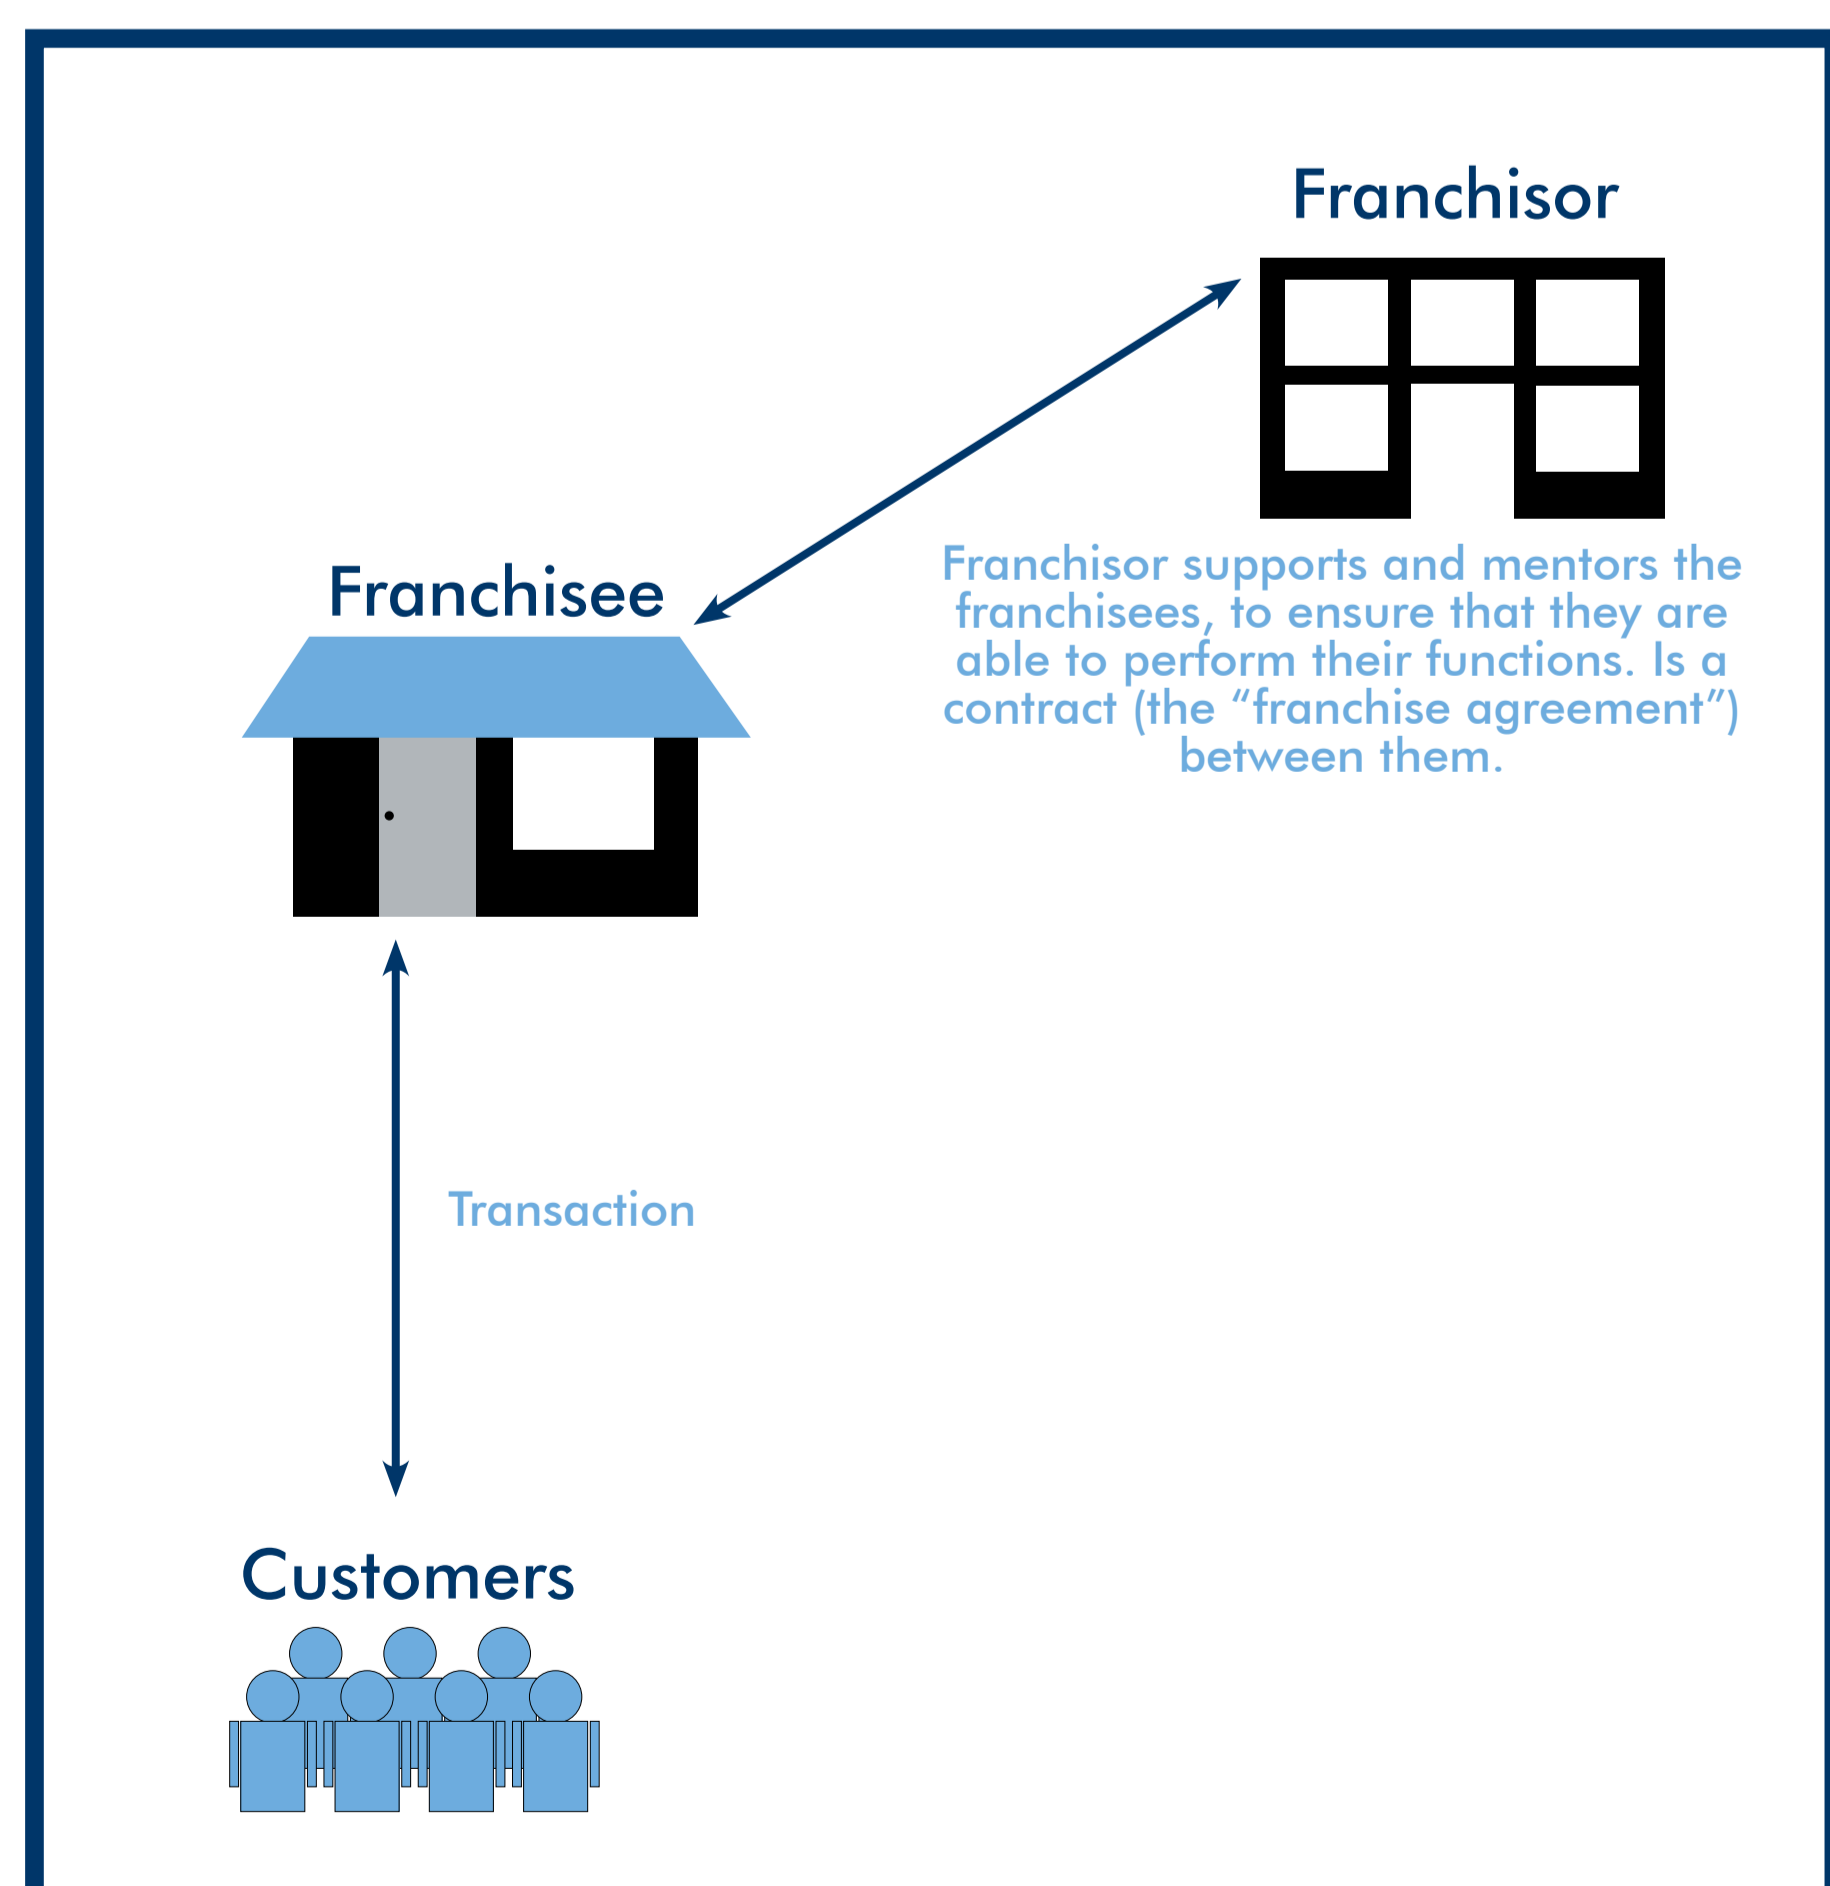 Franchisor
Franchisee
Franchisor supports and mentors the
franchisees, to ensure that they are
able to perform their functions. Is a
contract (the “franchise agreement”)
between them.
Transaction
Customers